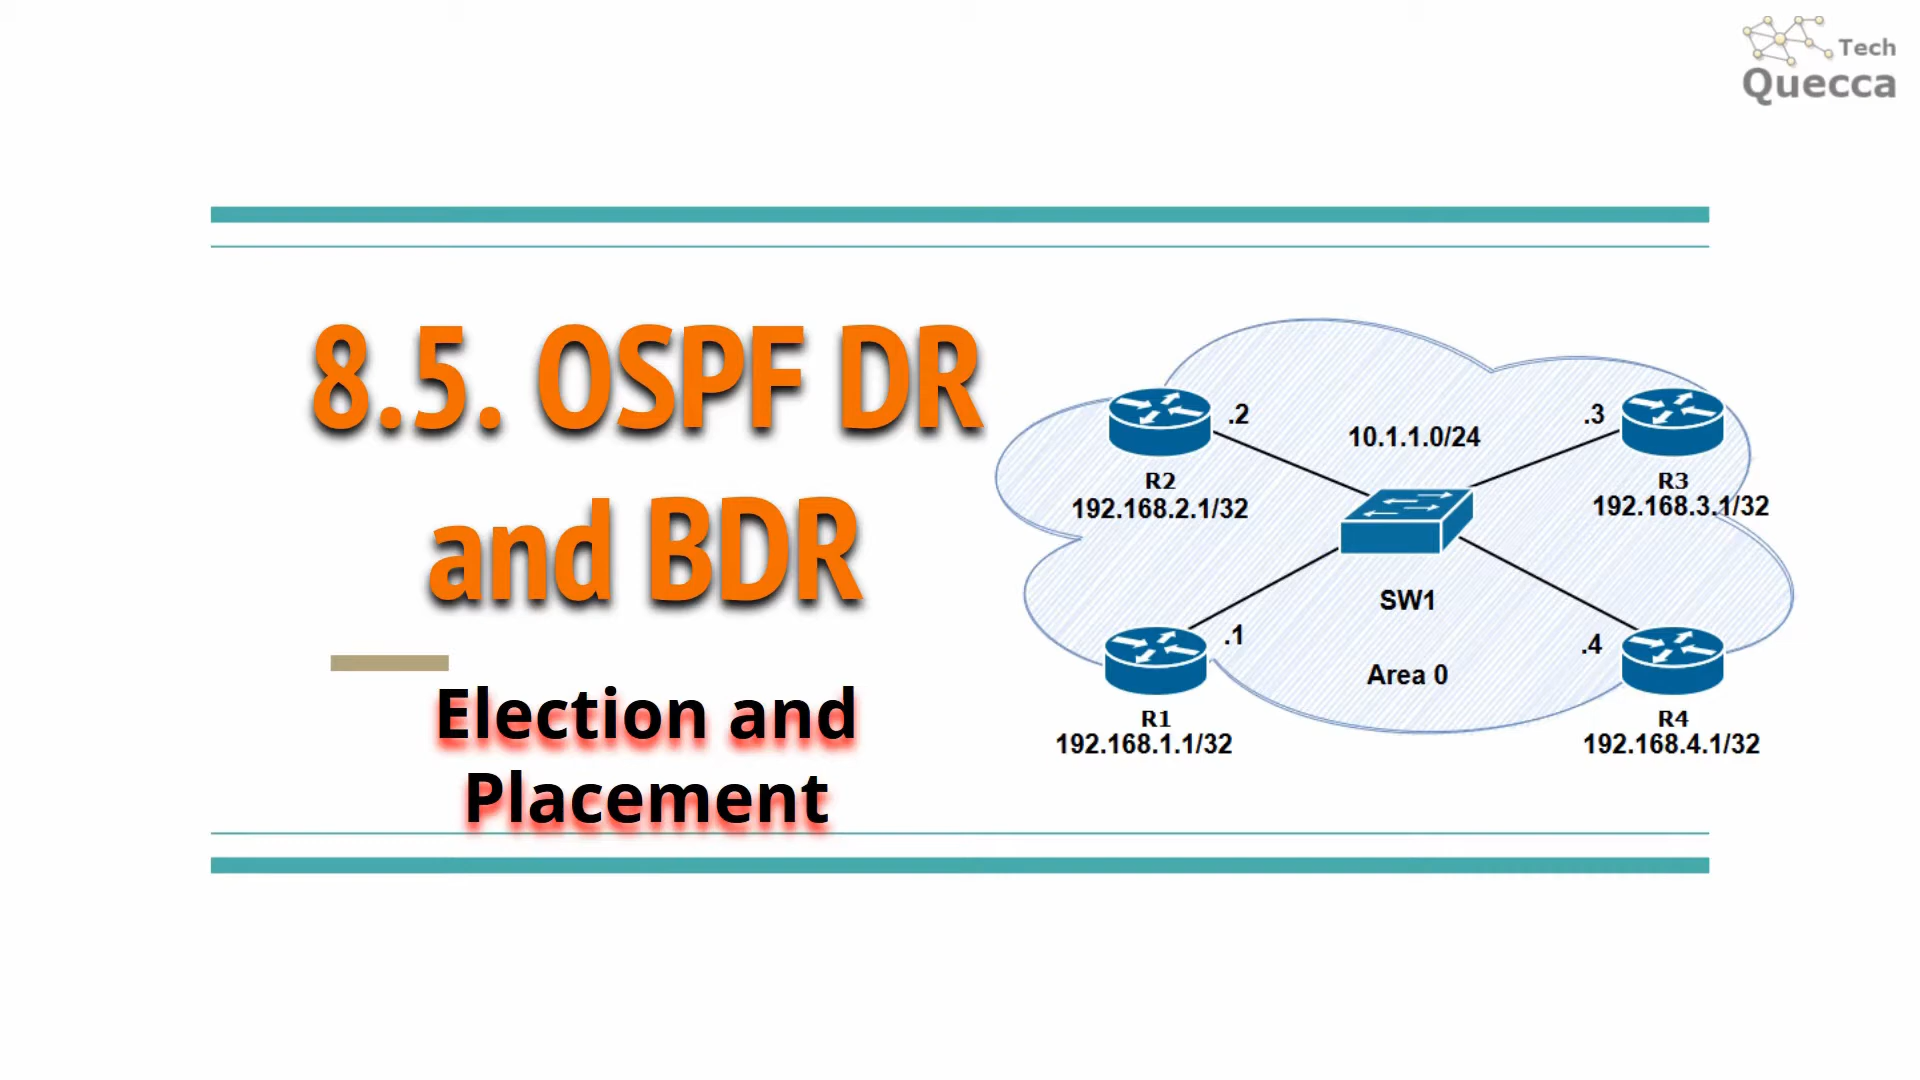 Tech
Quecca
8.5. OSPF DR
and BDR
Election and
Placement
.2
10.1.1.0/24
.3
R2
192.168.2.1/32
R3
192.168.3.1/32
SW1
.1
.4
Area 0
R1
192.168.1.1/32
R4
192.168.4.1/32